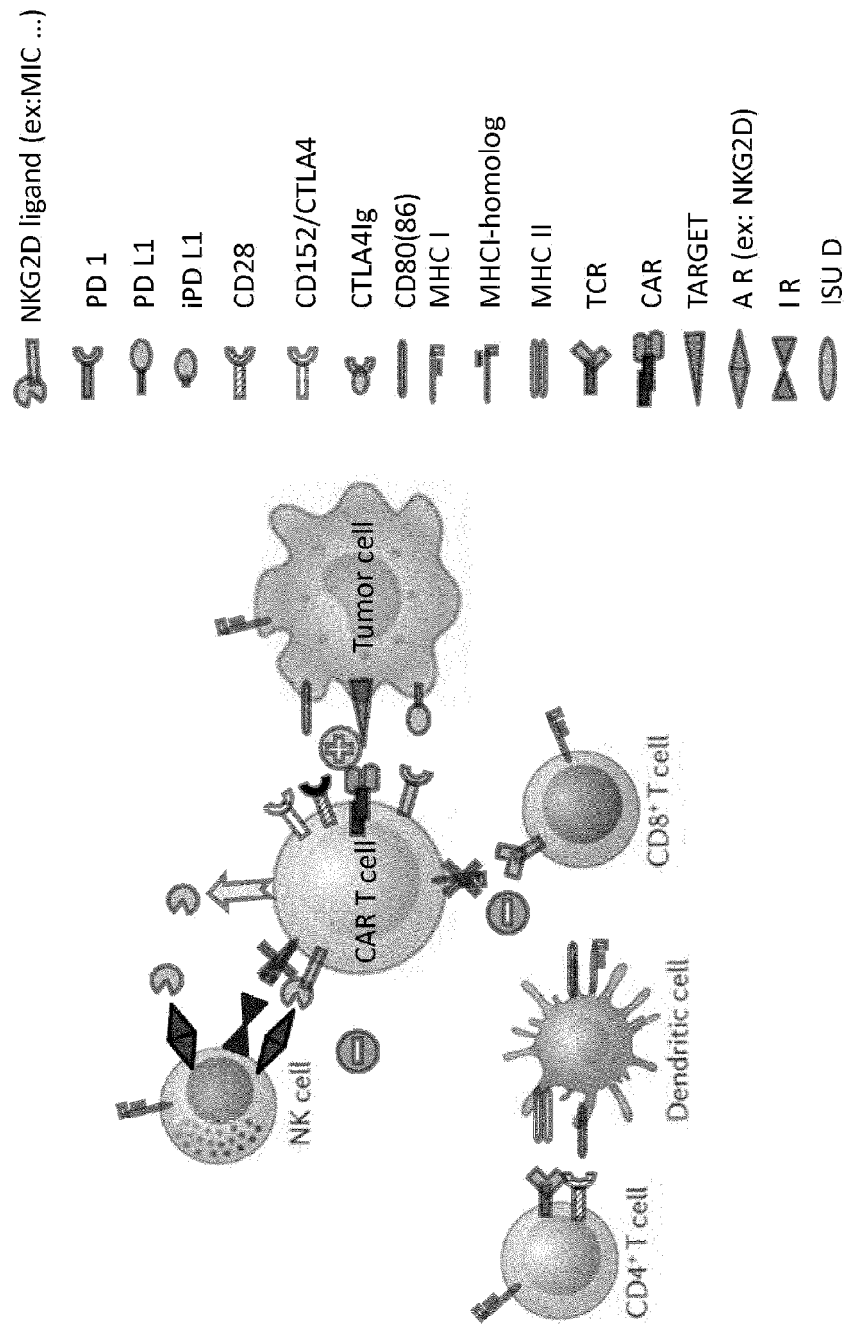 NK cell
CAR T cell
Tumor cell
CD4+ T cell
Dendritic cell
CD8+ T cell
NKG2D ligand (ex:MIC ...)
PD 1
PD L1
iPD L1
CD28
CD152/CTLA4
CTLA4Ig
CD80(86)
MHC I
MHCI-homolog
MHC II
TCR
CAR
TARGET
A R (ex: NKG2D)
I R
ISU D